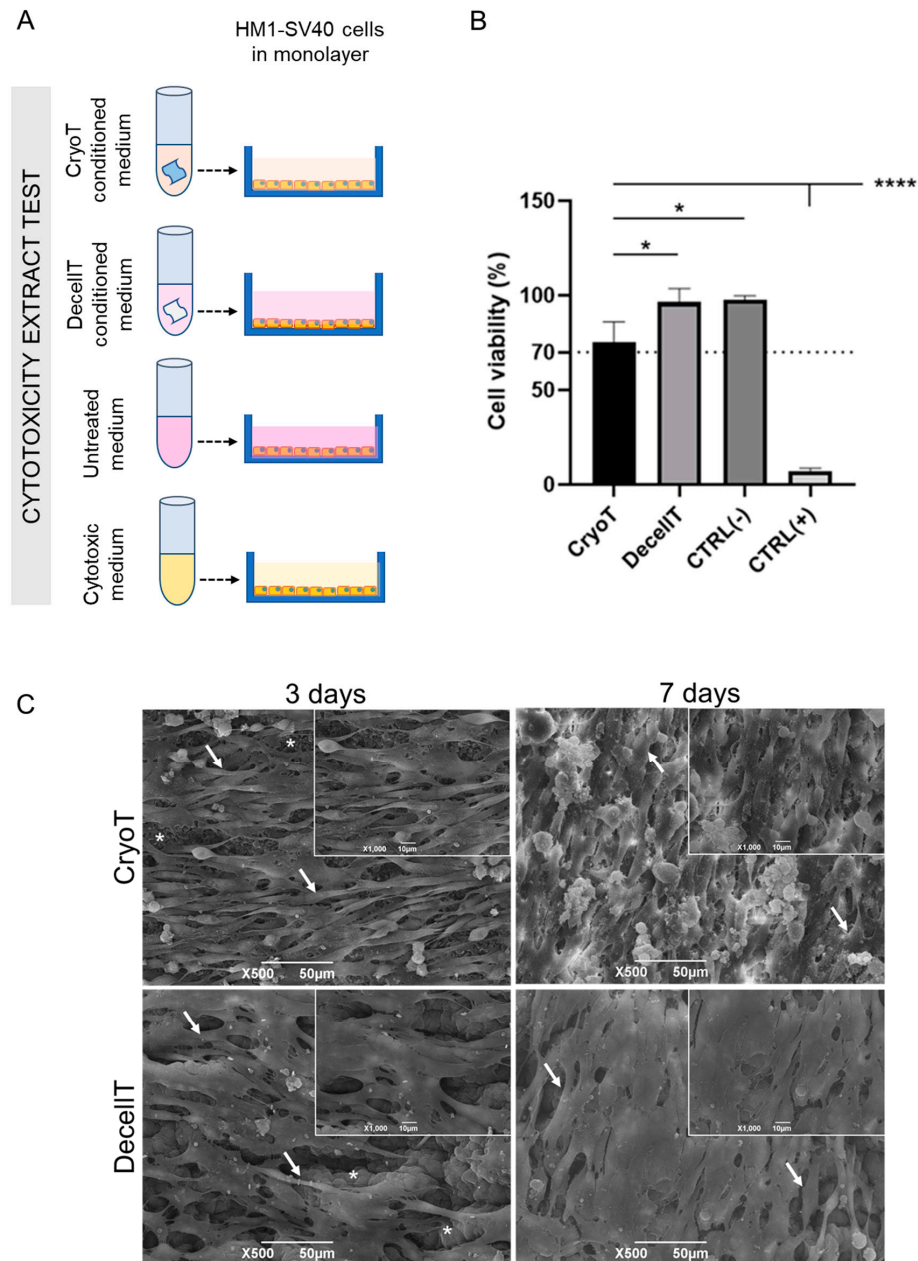 A
HM1-SV40 cells
in monolayer
CYTOTOXICITY EXTRACT TEST
CryoT
conditioned
medium
DecellT
conditioned
medium
Untreated
medium
Cytotoxic
medium
B
****
*
*
Cell viability (%)
150
100
70
50
0
CryoT
DecellT
CTRL(-)
CTRL(+)
C
3 days
7 days
CryoT
*
*
X1,000 10µm
X500 50µm
X1,000 10µm
X500 50µm
DecellT
*
*
X1,000 10µm
X500 50µm
X1,000 10µm
X500 50µm